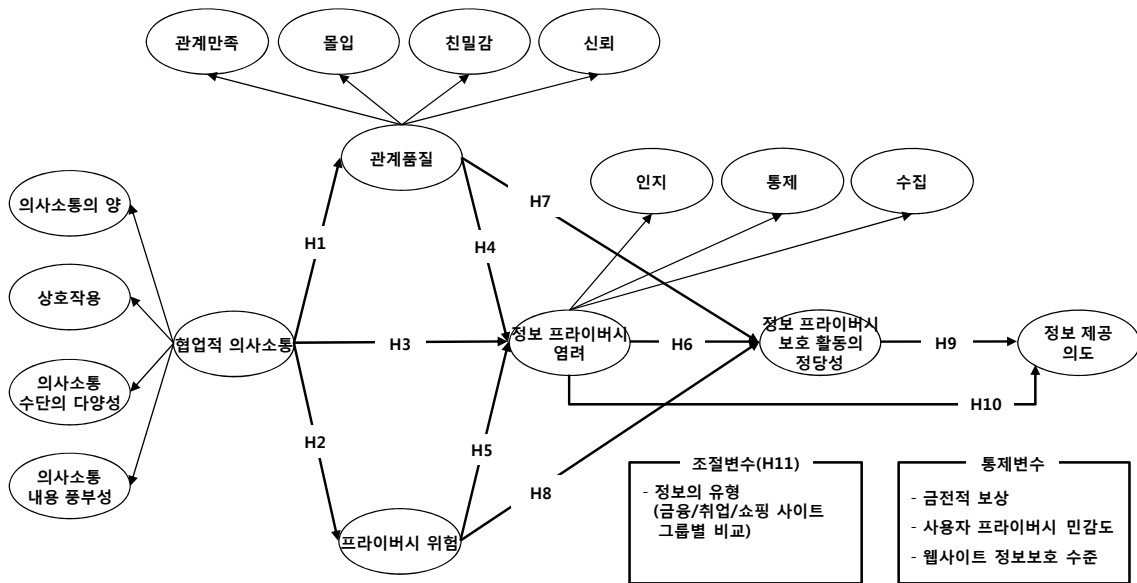 관계만족
몰입
친밀감
신뢰
관계품질
인지
통제
수집
의사소통의 양
상호작용
의사소통
수단의 다양성
의사소통
내용 풍부성
협업적 의사소통
H1
H2
H3
H4
H5
H7
정보 프라이버시
염려
H6
정보 프라이버시
보호 활동의
정당성
H9
정보 제공
의도
H10
H8
프라이버시 위험
조절변수(H11)
- 정보의 유형
(금융/취업/쇼핑 사이트
그룹별 비교)
통제변수
- 금전적 보상
- 사용자 프라이버시 민감도
- 웹사이트 정보보호 수준